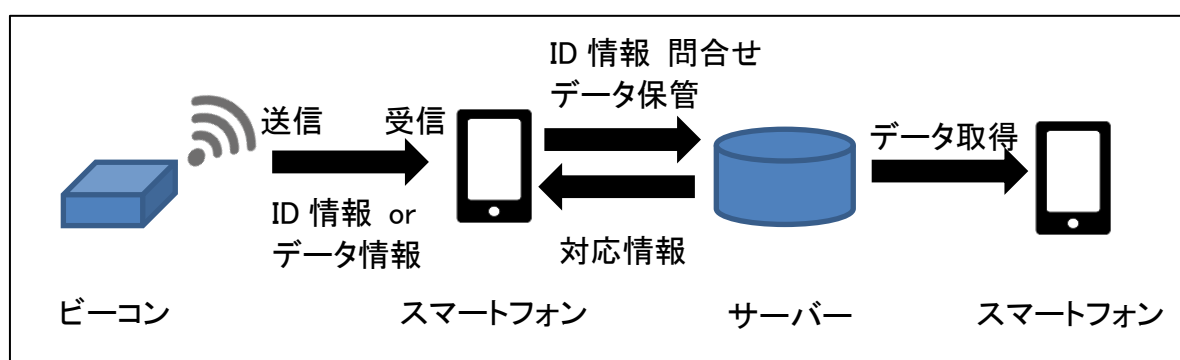 ID 情報 問合せ
データ保管
送信
受信
データ取得
ID 情報 or
データ情報
対応情報
ビーコン
スマートフォン
サーバー
スマートフォン